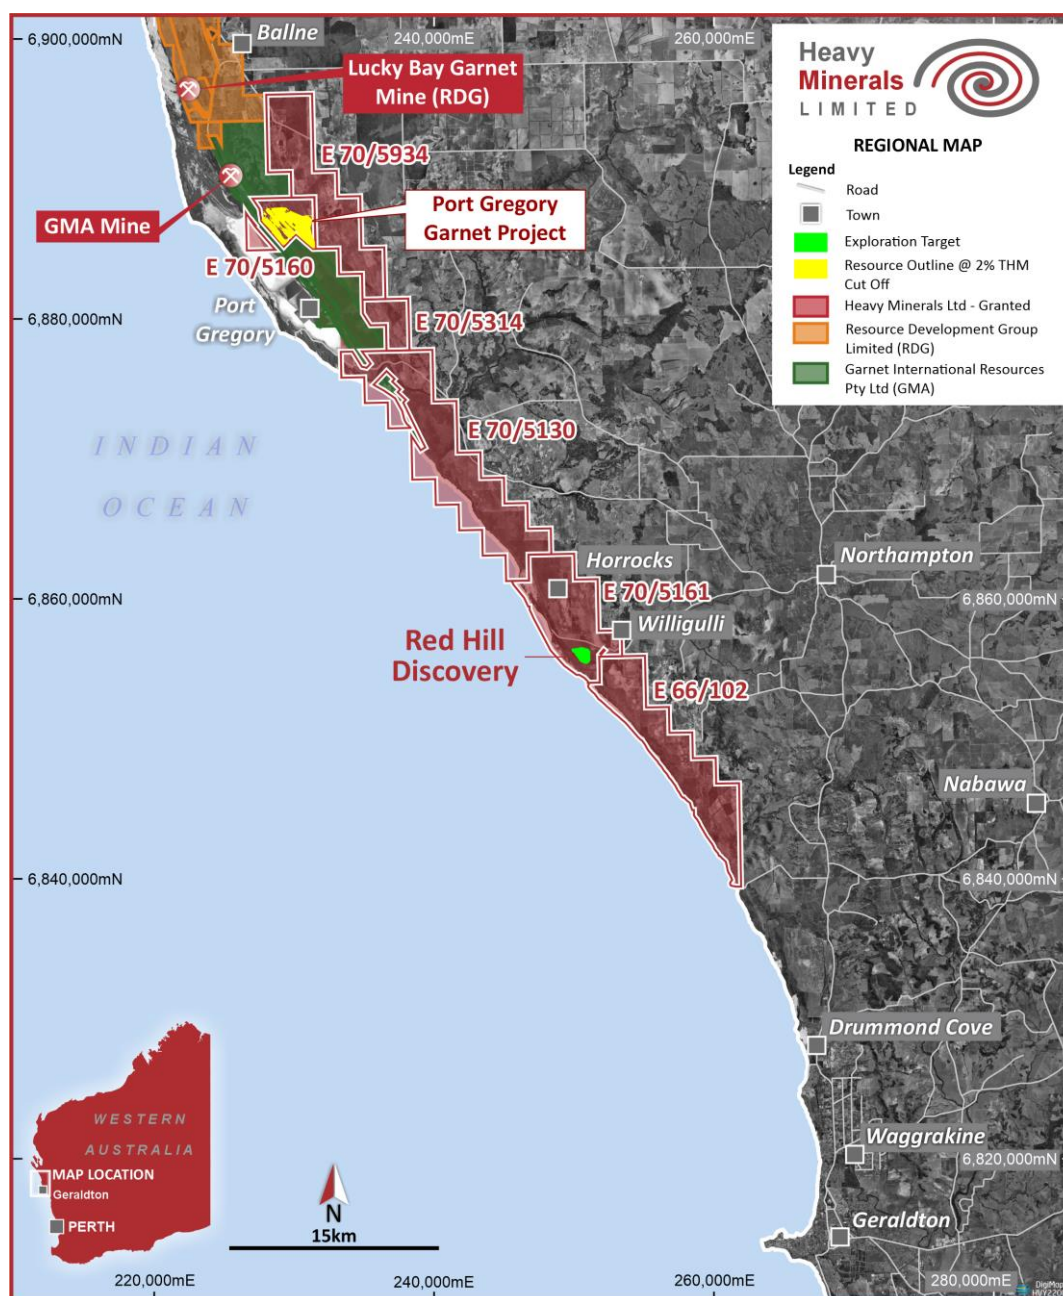 6,900,000mN
Ballne
240,000mE
260,000mE
Heavy
Minerals
LIMITED
REGIONAL MAP
Legend
Road
Town
Exploration Target
Resource Outline @ 2% THM
Cut Off
Heavy Minerals Ltd - Granted
Resource Development Group
Limited (RDG)
Garnet International Resources
Pty Ltd (GMA)
Lucky Bay Garnet
Mine (RDG)
E 70/5934
GMA Mine
Port Gregory
Garnet Project
E 70/5160
Port
Gregory
6,880,000mN
E 70/5314
INDIAN
OCEAN
E 70/5130
Horrocks
Northampton
6,860,000mN
E 70/5161
6,860,000mN
Willigulli
Red Hill
Discovery
E 66/102
Nabawa
6,840,000mN
6,840,000mN
Drummond Cove
WESTERN
AUSTRALIA
MAP LOCATION
Geraldton
PERTH
Waggrakine
6,820,000mN
N
15km
Geraldton
220,000mE
240,000mE
260,000mE
280,000mE
DigiMap